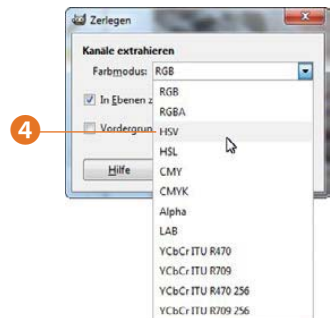 Zerlegen
Kanäle extrahieren
Farbmodus: RGB
RGB
In Ebenen z
RGBA
4
Vordergrun
HSV
HSL
Hilfe
CMY
CMYK
Alpha
LAB
YCbCr ITU R470
YCbCr ITU R709
YCbCr ITU R470 256
YCbCr ITU R709 256